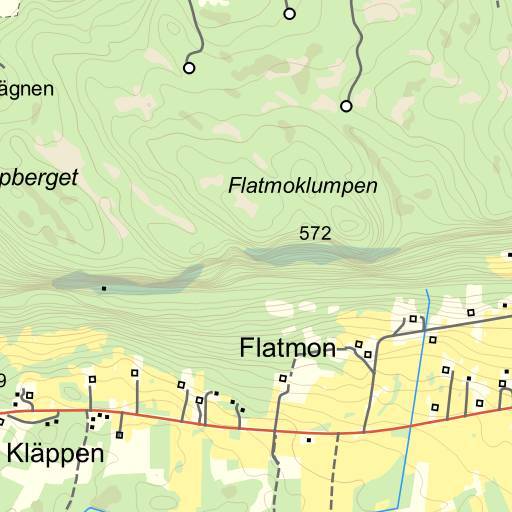 ägnen
pberget
Flatmoklumpen
572
Flatmon
9
Kläppen